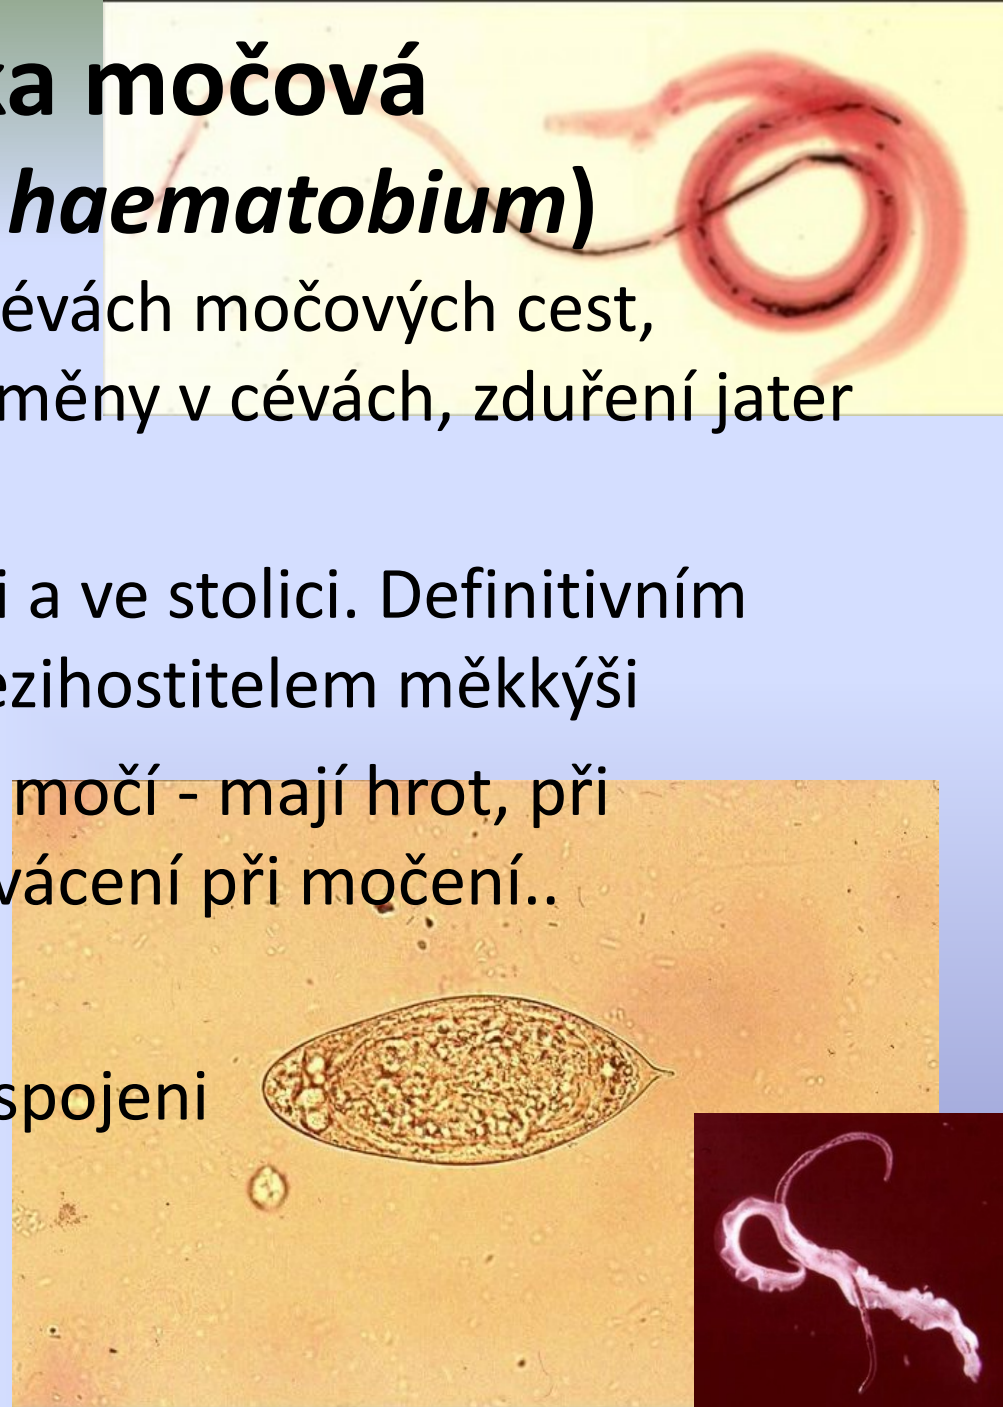 ka močová
haematobium)
évách močových cest,
měny v cévách, zduření jater
i a ve stolici. Definitivním
ezihostitelem měkkýši
močí - mají hrot, při
vácení při močení..
spojeni